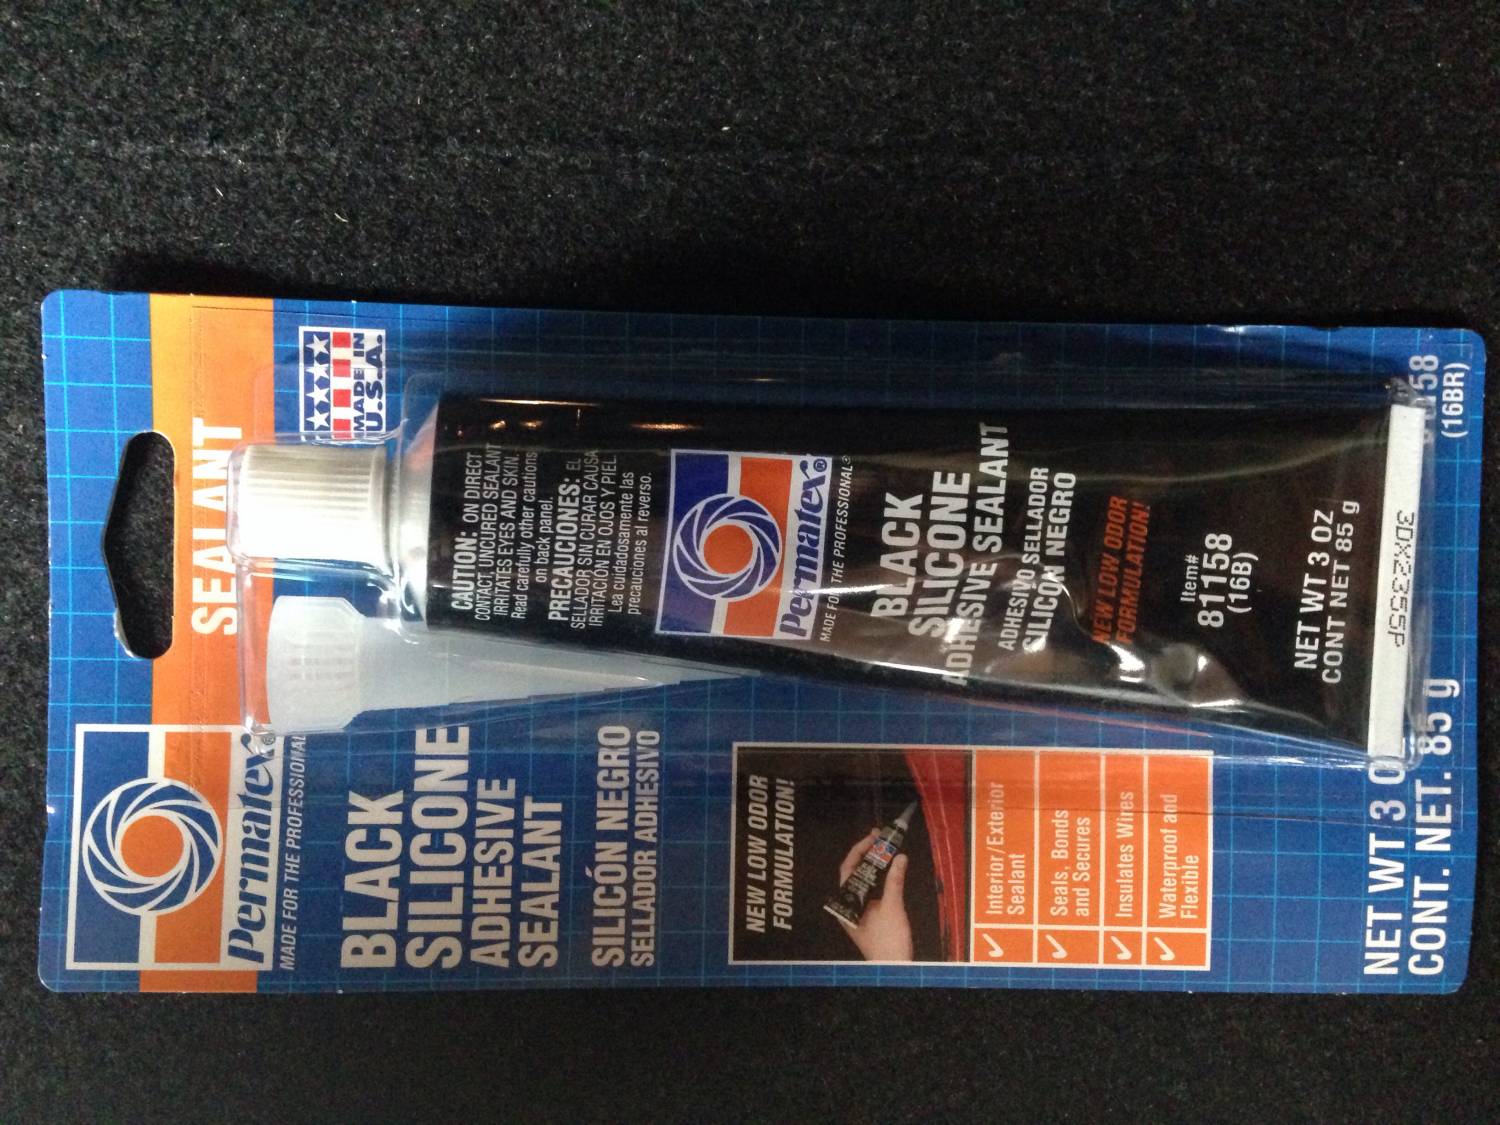 SEALANT
MADE IN
U.S.A.
Permatex®
MADE FOR THE PROFESSIONAL
BLACK
SILICONE
ADHESIVE
SEALANT
SILICÓN NEGRO
SELLADOR ADHESIVO
NEW LOW ODOR
FORMULATION!
Interior/Exterior
Sealant
Seals, Bonds
and Secures
Insulates Wires
Waterproof and
Flexible
NET WT 3
CONT. NET. 85 g
(16BR)
CAUTION: ON DIRECT
CONTACT, UNCURED SEALANT
IRRITATES EYES AND SKIN.
Read carefully other cautions
on back panel.
PRECAUCIONES: EL
SELLADOR SIN CURAR CAUSA
IRRITACIÓN EN OJOS Y PIEL.
Lea cuidadosamente las
precauciones al reverso.
Permatex®
MADE FOR THE PROFESSIONAL®
BLACK
SILICONE
ADHESIVE SEALANT
ADHESIVO SELLADOR
SILICON NEGRO
NEW LOW ODOR
FORMULATION!
Item#
81158
(16B)
NET WT 3 OZ
CONT NET 85 g
3DX2355P